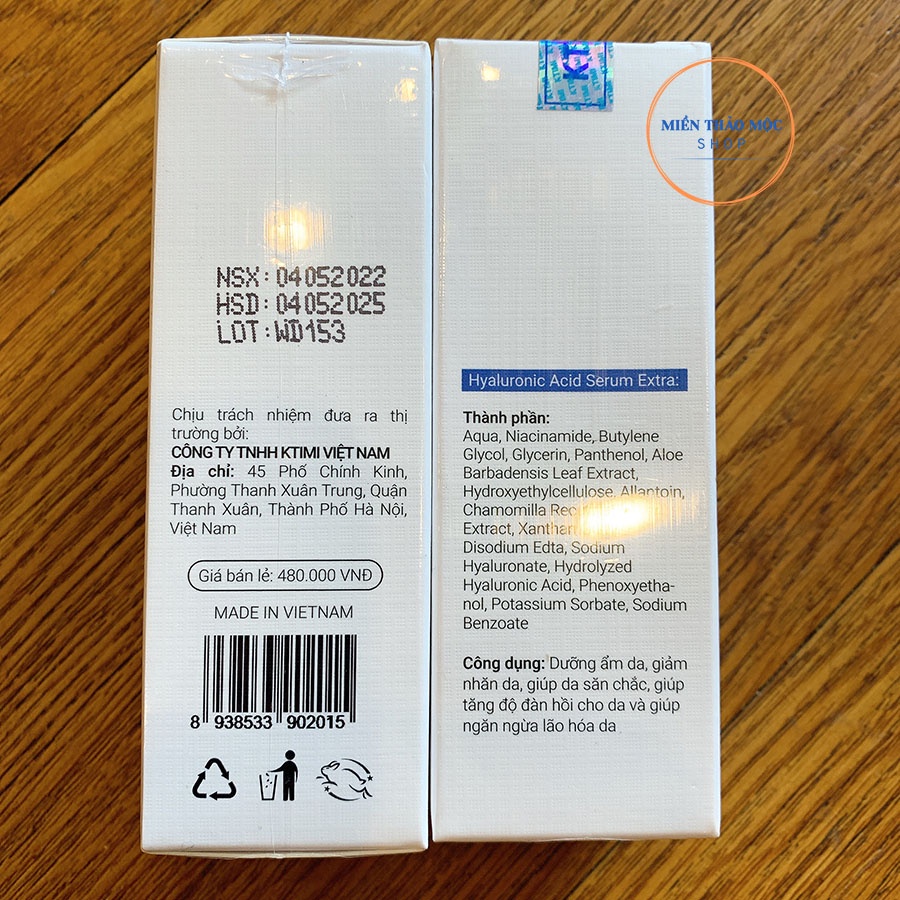 NSX: 04052022
HSD: 04052025
LOT: WD153
Chịu trách nhiệm đưa ra thị
trường bởi:
CÔNG TY TNHH KTIMI VIỆT NAM
Địa chỉ: 45 Phố Chính Kinh,
Phường Thanh Xuân Trung, Quận
Thanh Xuân, Thành Phố Hà Nội,
Việt Nam
Giá bán lẻ: 480.000 VNĐ
MADE IN VIETNAM
8 938533 902015
KT
MIỀN THẢO MỘC
SHOP
Hyaluronic Acid Serum Extra:
Thành phần:
Aqua, Niacinamide, Butylene
Glycol, Glycerin, Panthenol, Aloe
Barbadensis Leaf Extract,
Hydroxyethylcellulose, Allantoin,
Chamomilla
Extract,
Disodium Edta, Sodium
Hyaluronate, Hydrolyzed
Hyaluronic Acid, Phenoxyetha-
nol, Potassium Sorbate, Sodium
Benzoate
Công dụng: Dưỡng ẩm da, giảm
nhăn da, giúp da săn chắc, giúp
tăng độ đàn hồi cho da và giúp
ngăn ngừa lão hóa da